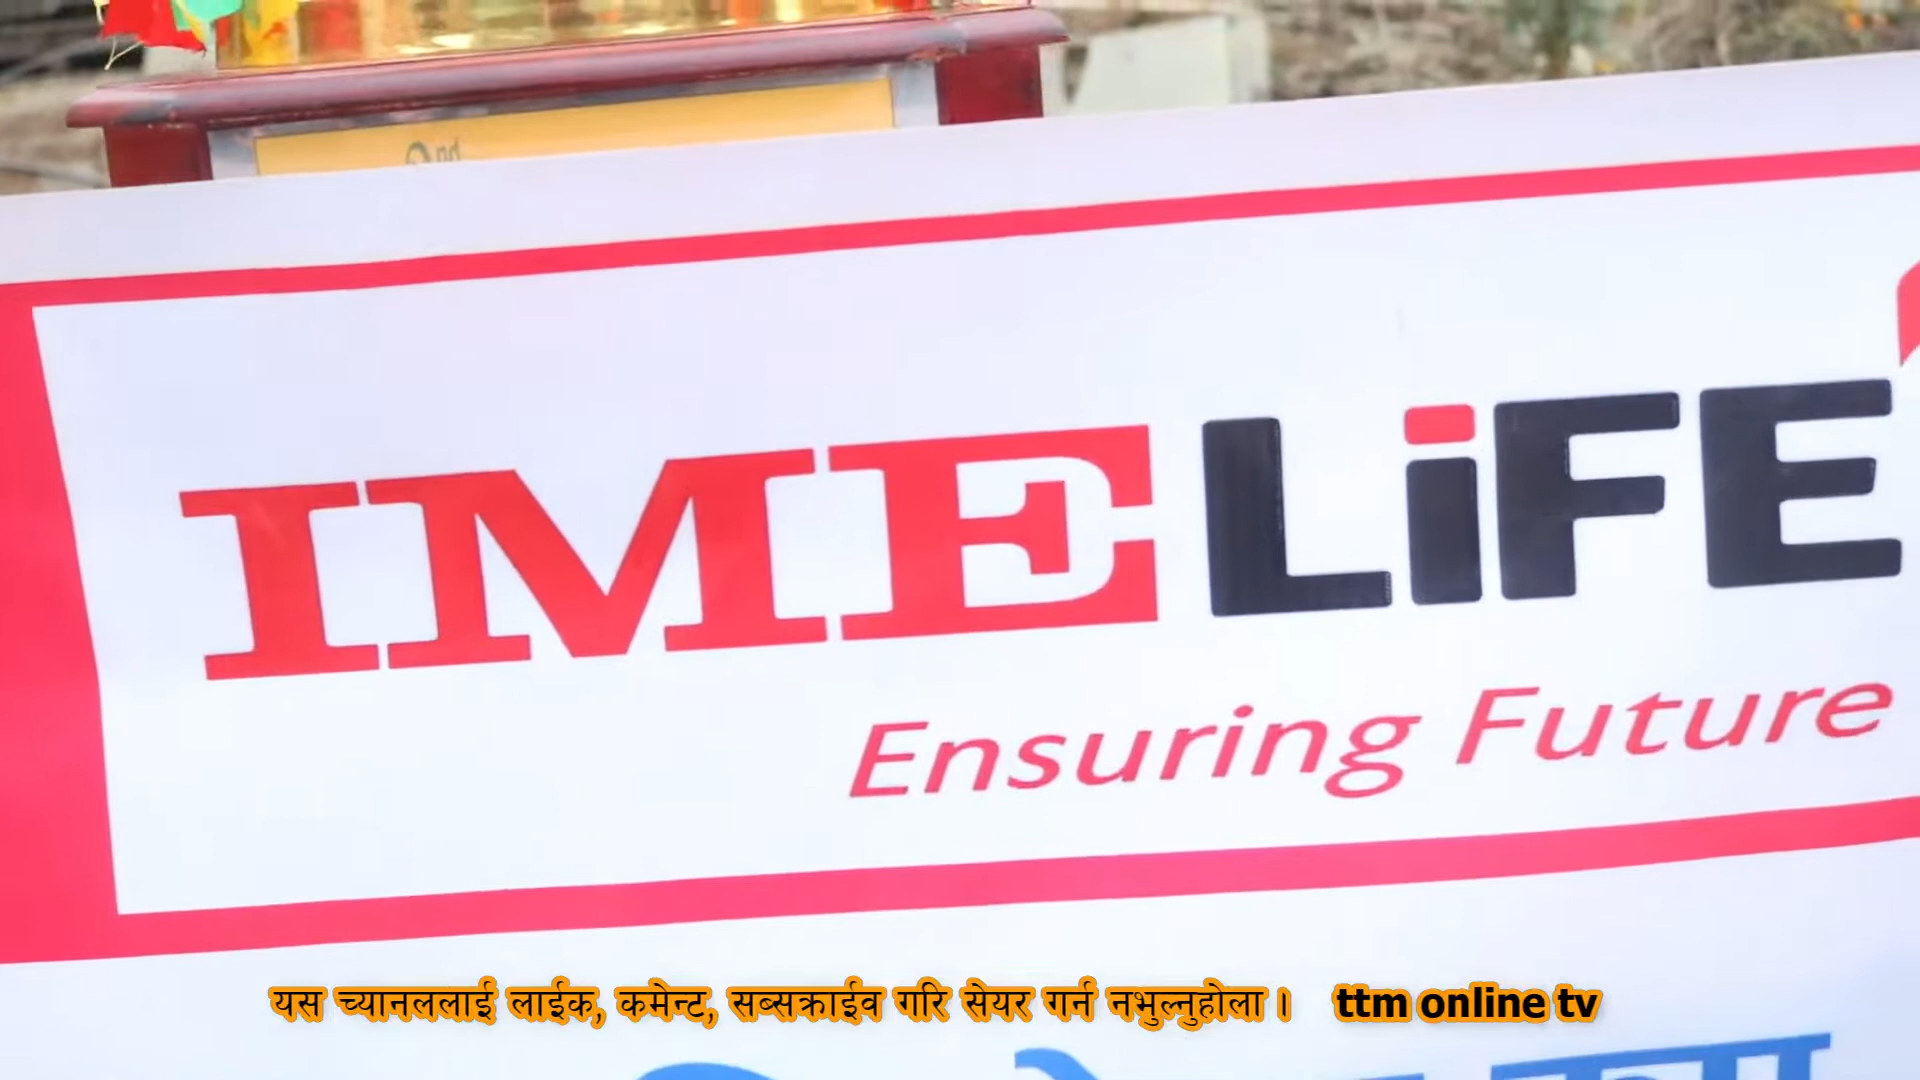 IME LiFE
Ensuring Future
यस च्यानललाई लाईक, कमेन्ट, सब्सक्राईव गरि सेयर गर्न नभुल्नुहोला । ttm online tv